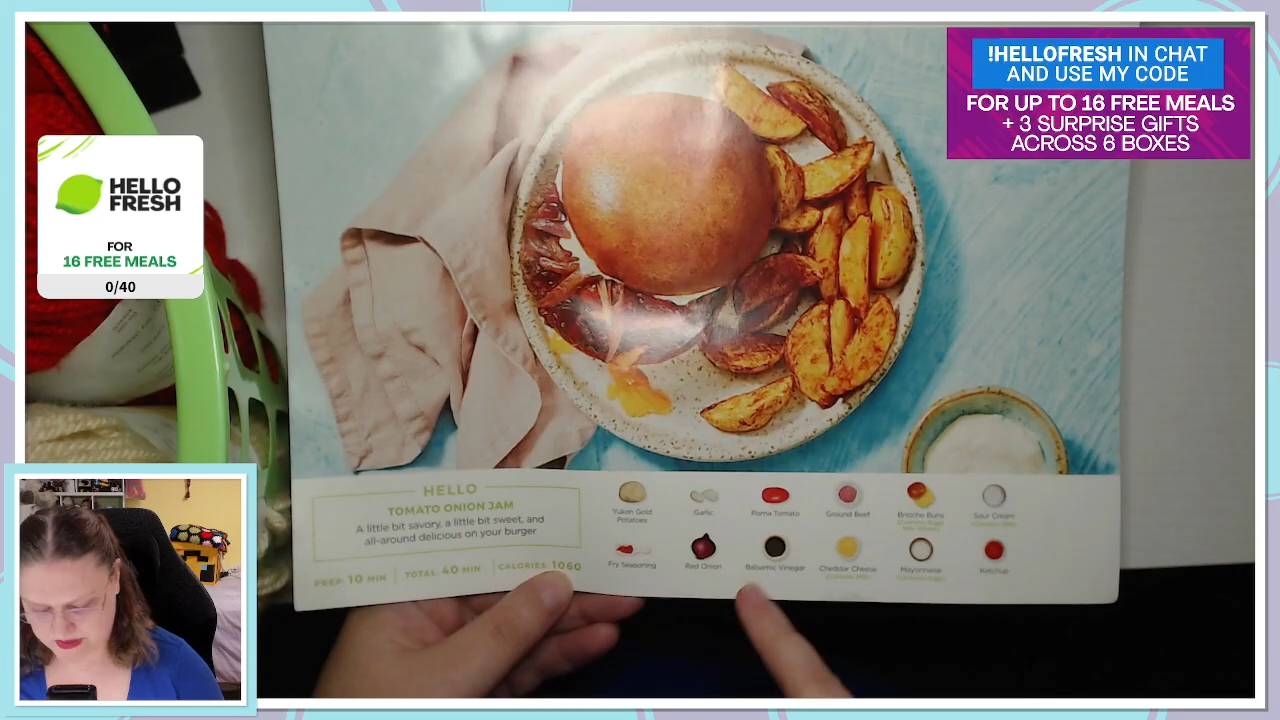 !HELLOFRESH IN CHAT
AND USE MY CODE
FOR UP TO 16 FREE MEALS
+ 3 SURPRISE GIFTS
ACROSS 6 BOXES
HELLO
FRESH
FOR
16 FREE MEALS
0/40
HELLO
TOMATO ONION JAM
A little bit savory, a little bit sweet, and
all-around delicious on your burger
PREP: 10 MIN TOTAL: 40 MIN CALORIES: 1060
Yukon Gold
Potatoes
Garlic
Roma Tomato
Ground Beef
Brioche Buns
Sour Cream
Fry Seasoning
Red Onion
Balsamic Vinegar
Cheddar Cheese
Mayonnaise
Ketchup